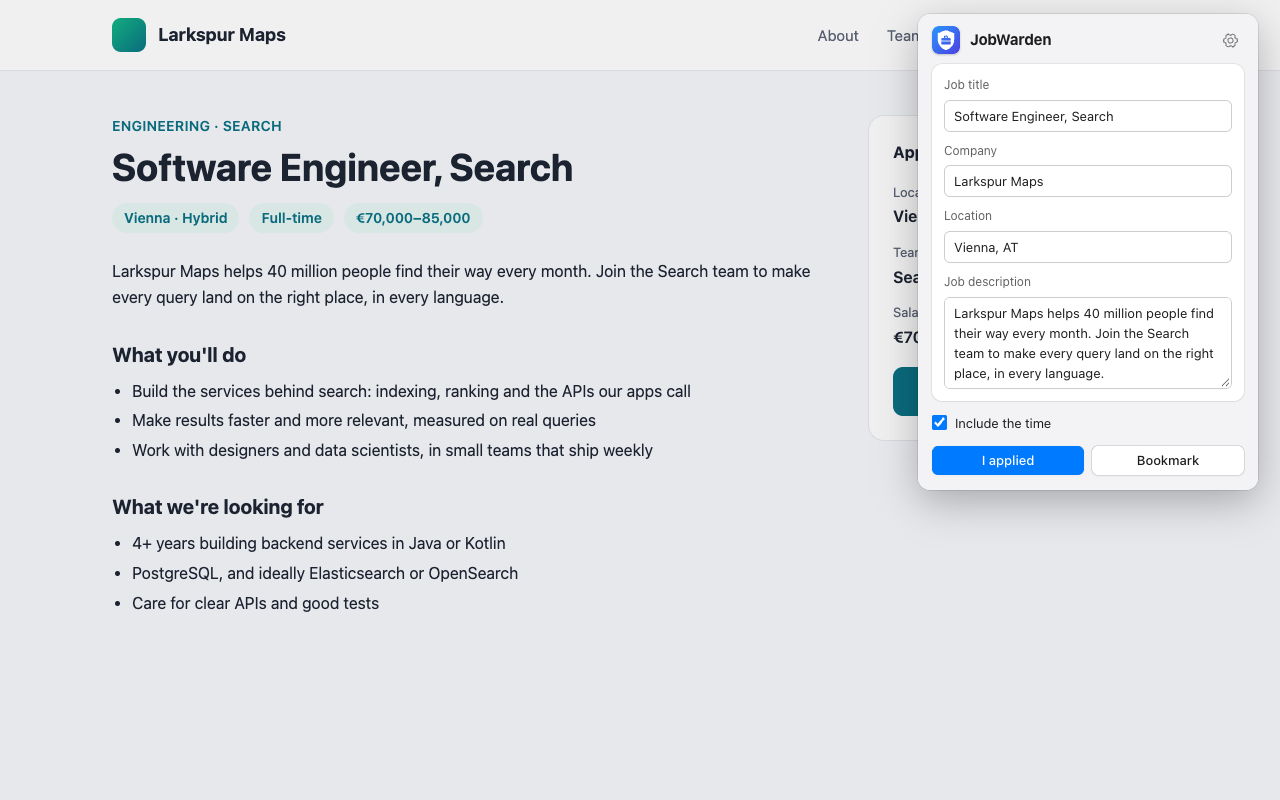 Larkspur Maps
About
ENGINEERING · SEARCH
Software Engineer, Search
Vienna · Hybrid
Full-time
€70,000–85,000
Larkspur Maps helps 40 million people find their way every month. Join the Search team to make
every query land on the right place, in every language.
What you'll do
• Build the services behind search: indexing, ranking and the APIs our apps call
• Make results faster and more relevant, measured on real queries
• Work with designers and data scientists, in small teams that ship weekly
What we're looking for
• 4+ years building backend services in Java or Kotlin
• PostgreSQL, and ideally Elasticsearch or OpenSearch
• Care for clear APIs and good tests
JobWarden
Job title
Software Engineer, Search
Company
Larkspur Maps
Location
Vienna, AT
Job description
Larkspur Maps helps 40 million people find
their way every month. Join the Search
team to make every query land on the right
place, in every language.
Include the time
I applied
Bookmark